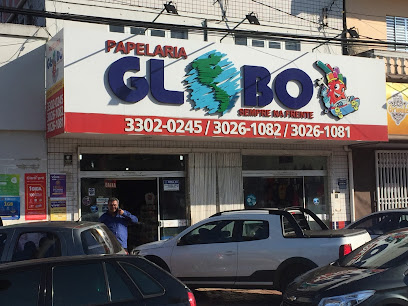 PAPELARIA
GLOBO
SEMPRE NA FRENTE
3302-0245 / 3026-1082 / 3026-1081